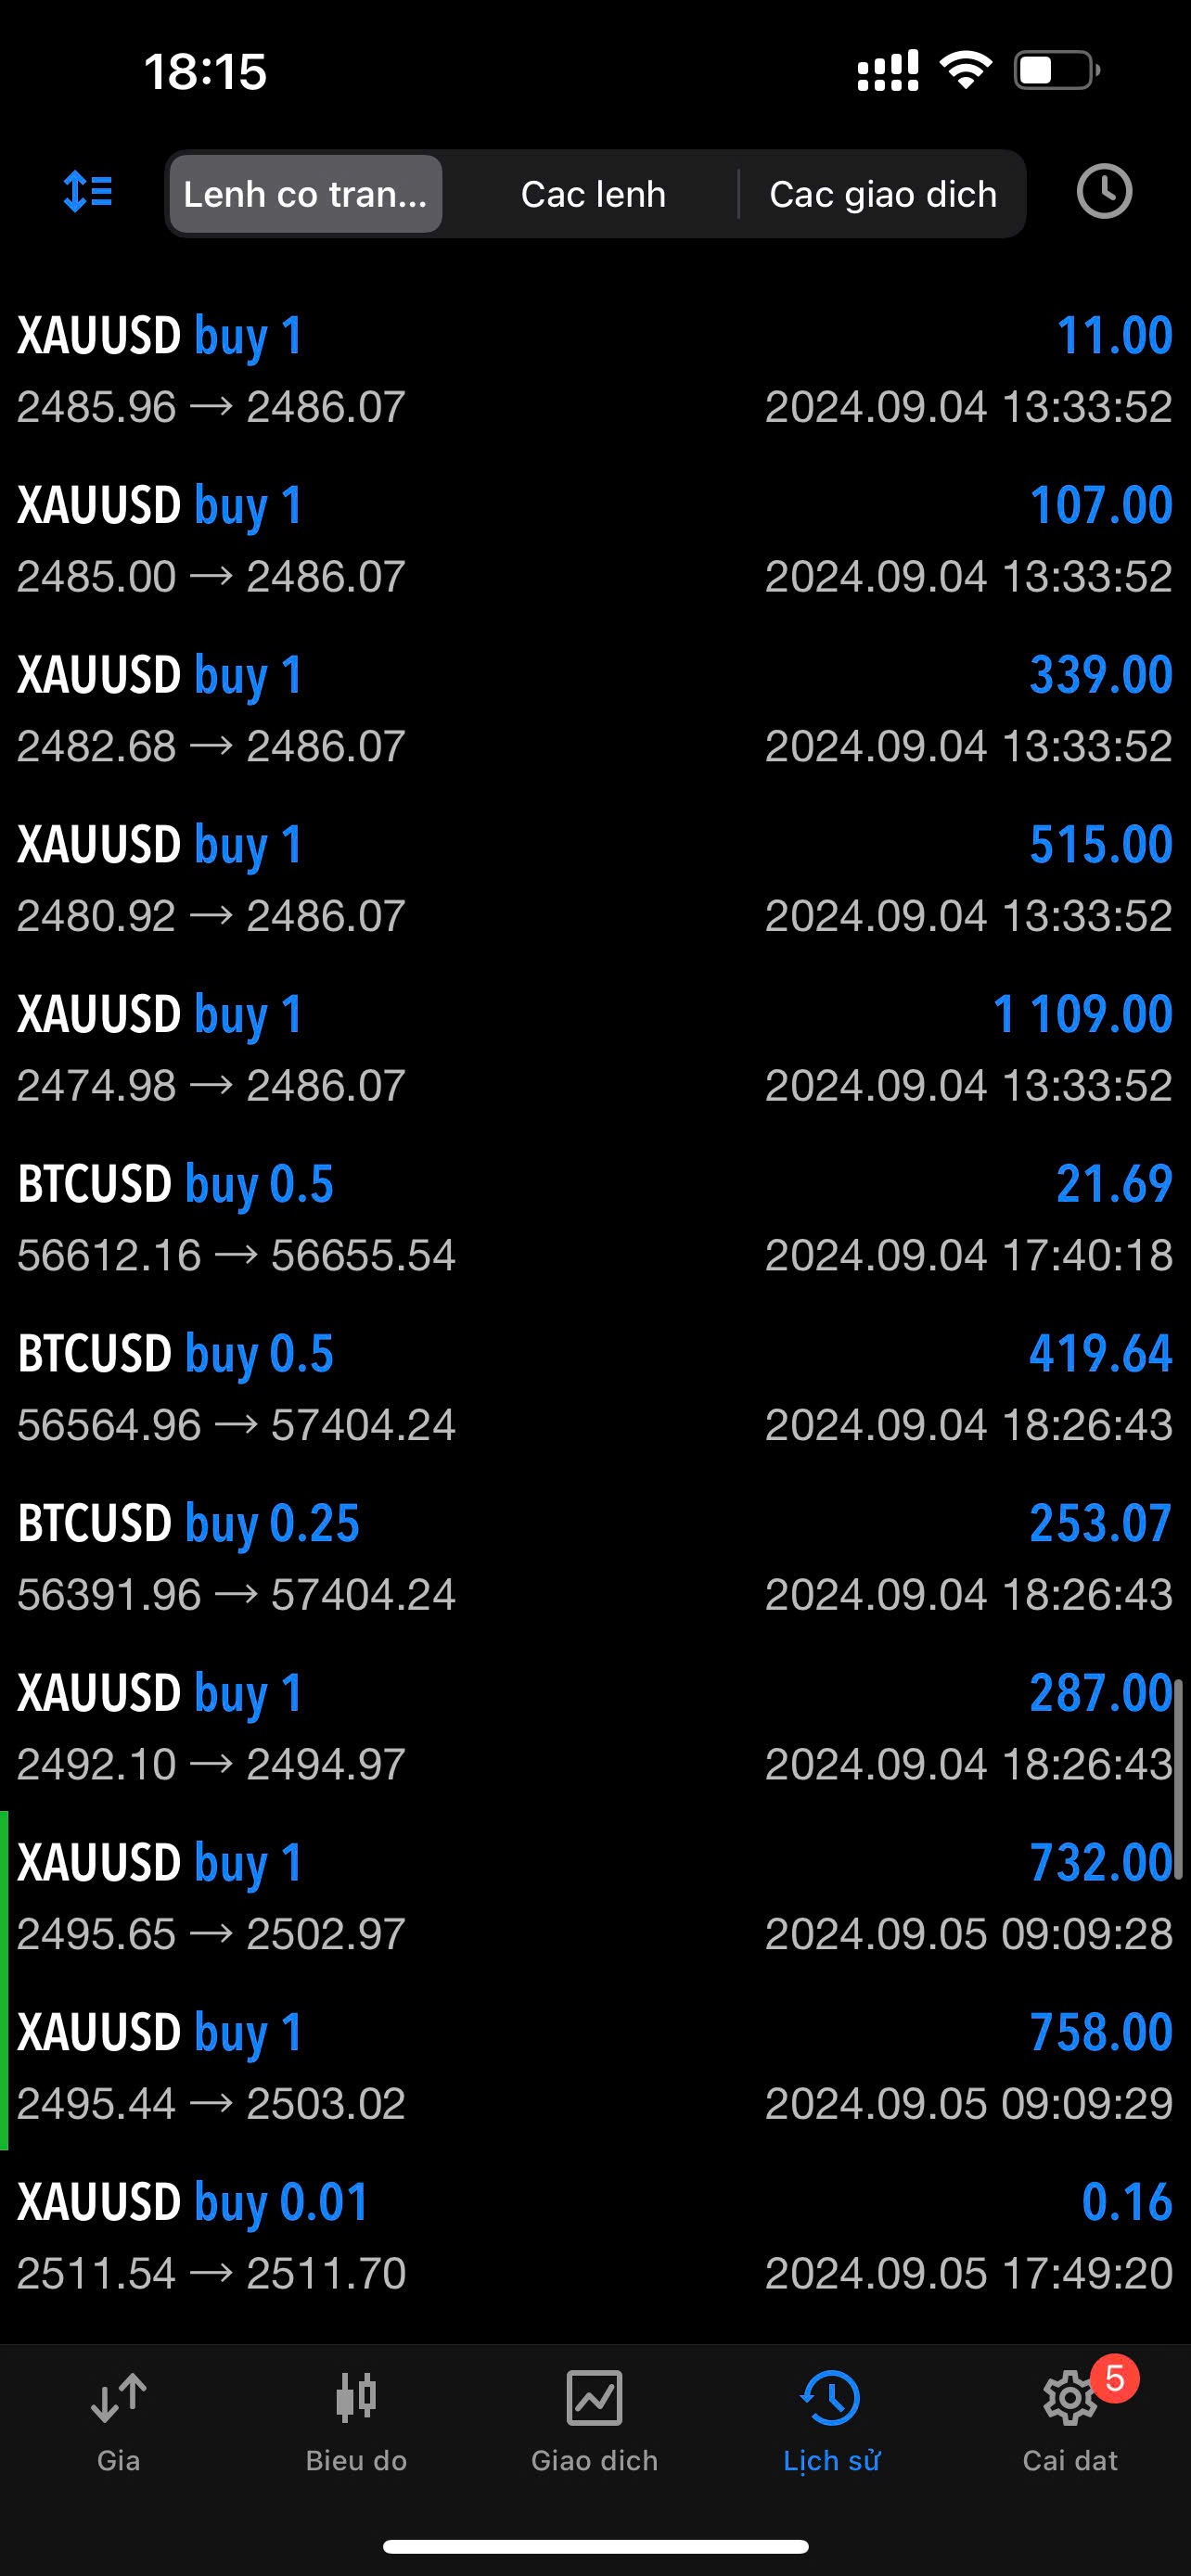 18:15
Lenh co tran... Cac lenh Cac giao dich
XAUUSD buy 1 11.00
2485.96 → 2486.07 2024.09.04 13:33:52
XAUUSD buy 1 107.00
2485.00 → 2486.07 2024.09.04 13:33:52
XAUUSD buy 1 339.00
2482.68 → 2486.07 2024.09.04 13:33:52
XAUUSD buy 1 515.00
2480.92 → 2486.07 2024.09.04 13:33:52
XAUUSD buy 1 1 109.00
2474.98 → 2486.07 2024.09.04 13:33:52
BTCUSD buy 0.5 21.69
56612.16 → 56655.54 2024.09.04 17:40:18
BTCUSD buy 0.5 419.64
56564.96 → 57404.24 2024.09.04 18:26:43
BTCUSD buy 0.25 253.07
56391.96 → 57404.24 2024.09.04 18:26:43
XAUUSD buy 1 287.00
2492.10 → 2494.97 2024.09.04 18:26:43
XAUUSD buy 1 732.00
2495.65 → 2502.97 2024.09.05 09:09:28
XAUUSD buy 1 758.00
2495.44 → 2503.02 2024.09.05 09:09:29
XAUUSD buy 0.01 0.16
2511.54 → 2511.70 2024.09.05 17:49:20
5
Gia Bieu do Giao dich Lịch sử Cai dat